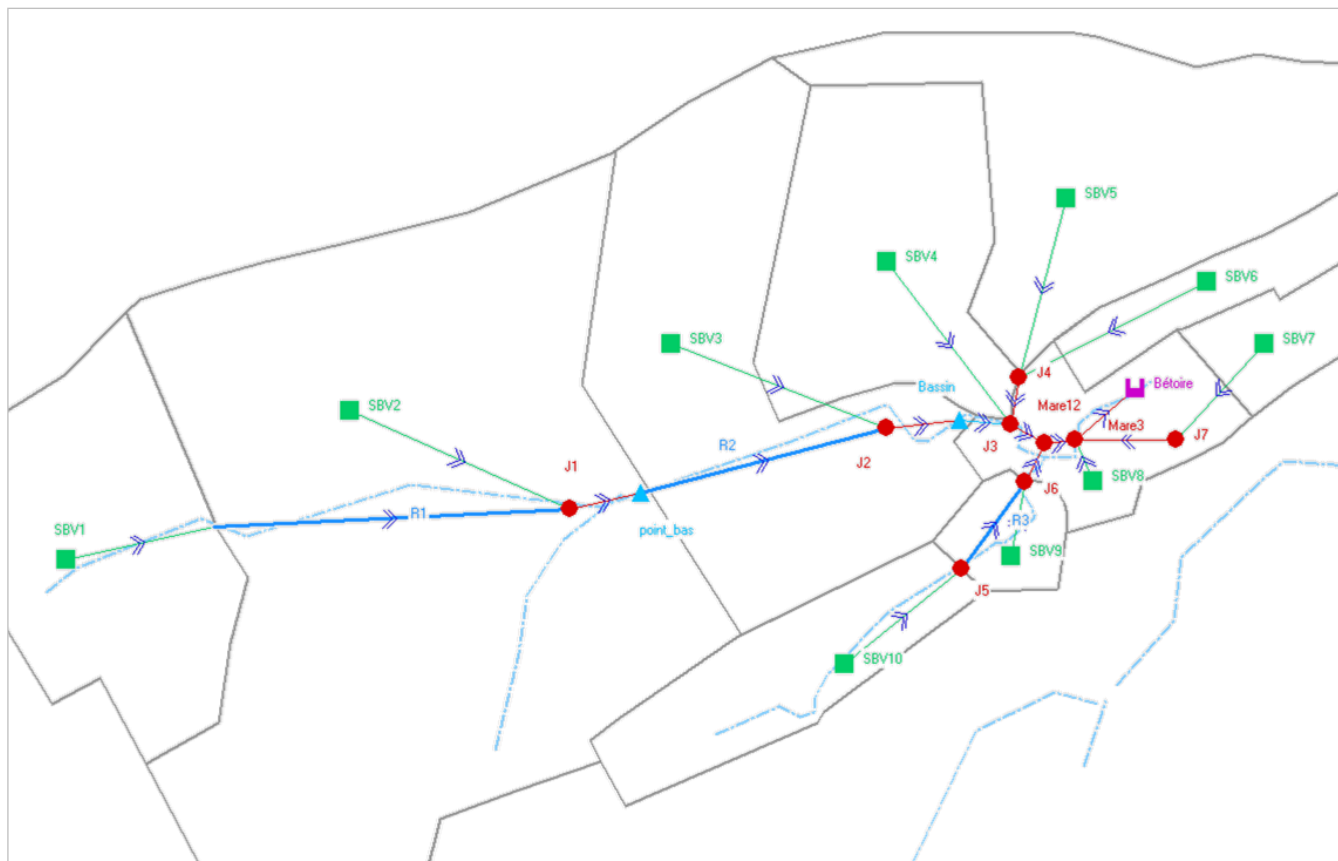 SBV5
SBV4
SBV6
SBV3
SBV7
J4
Bétoire
Bassin
SBV2
Mare12
Mare3
J7
R2
J3
J2
J1
SBV8
J6
R1
R3
SBV1
point_bas
SBV9
J5
SBV10